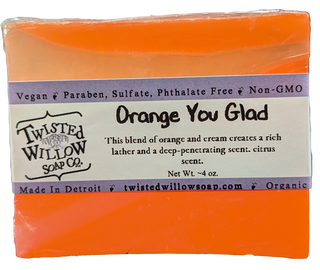 Vegan Paraben, Sulfate, Phthalate Free Non-GMO
Orange You Glad
TWISTED
WILLOW
SOAP CO.
This blend of orange and cream creates a rich
lather and a deep-penetrating scent. citrus
scent.
Net Wt. ~4 oz.
Made In Detroit twistedwillowsoap.com Organic